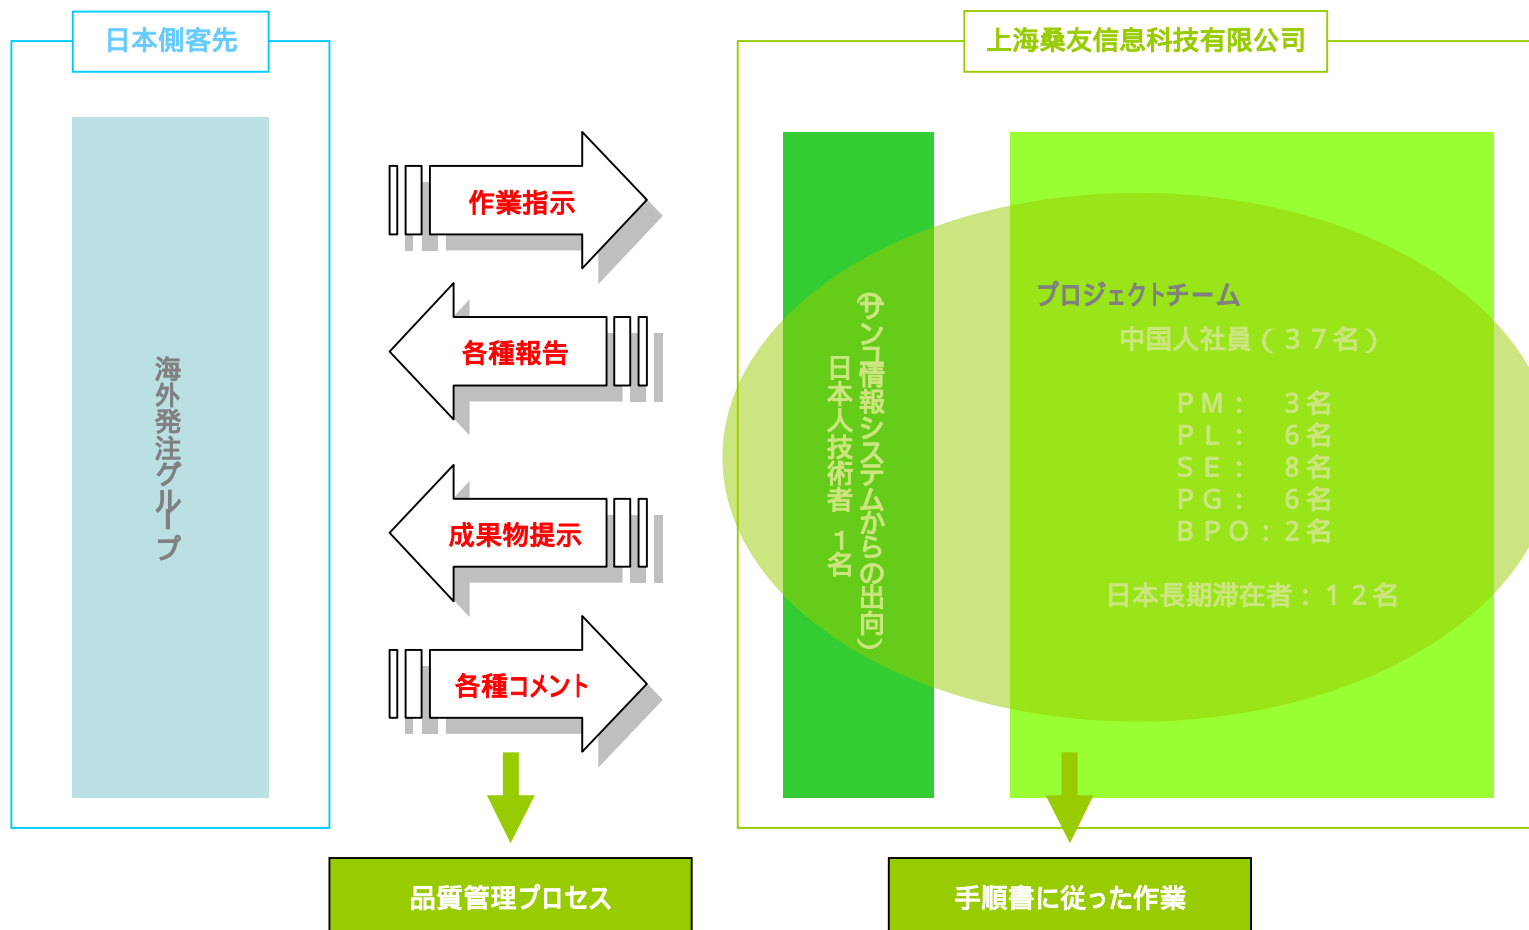 日本側客先
上海桑友信息科技有限公司
海外発注グループ
作業指示
各種報告
成果物提示
各種コメント
日本人技術者 1名
(サンコ情報システムからの出向)
プロジェクトチーム
中国人社員(37名)
PM: 3名
PL: 6名
SE: 8名
PG: 6名
BPO:2名
日本長期滞在者:12名
品質管理プロセス
手順書に従った作業